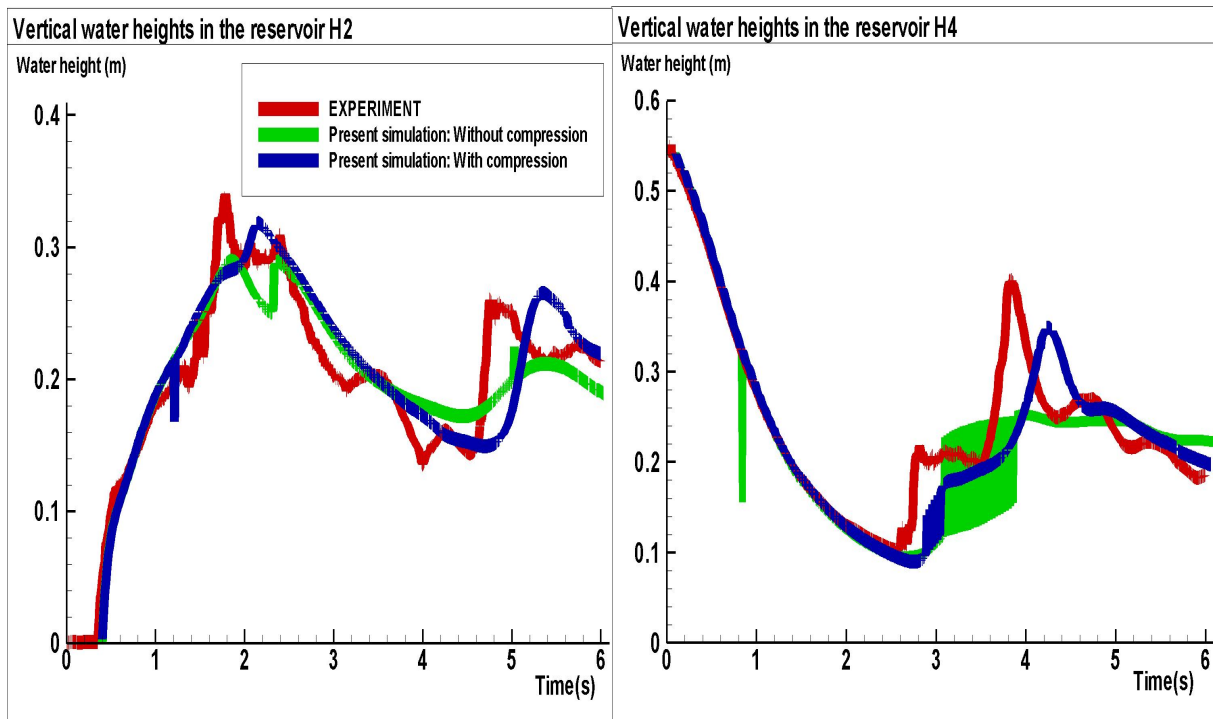 Vertical water heights in the reservoir H2
Water height (m)
EXPERIMENT
Present simulation: Without compression
Present simulation: With compression
0.4
0.3
0.2
0.1
0
0 1 2 3 4 5 6
Time(s)
Vertical water heights in the reservoir H4
Water height (m)
0.6
0.5
0.4
0.3
0.2
0.1
0
0 1 2 3 4 5 6
Time(s)